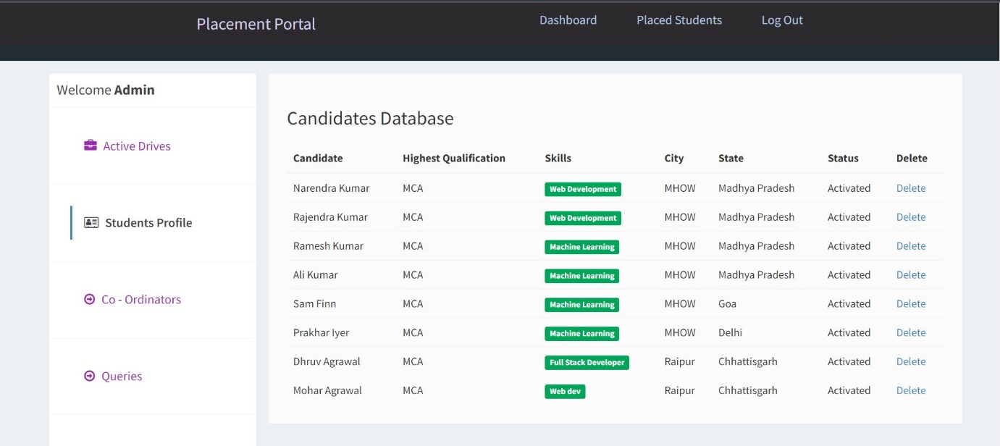 Placement Portal Dashboard Placed Students Log Out
Welcome Admin
Active Drives
Students Profile
Co - Ordinators
Queries
Candidates Database
Candidate Highest Qualification Skills City State Status Delete
Narendra Kumar MCA Web Development MHOW Madhya Pradesh Activated Delete
Rajendra Kumar MCA Web Development MHOW Madhya Pradesh Activated Delete
Ramesh Kumar MCA Machine Learning MHOW Madhya Pradesh Activated Delete
Ali Kumar MCA Machine Learning MHOW Madhya Pradesh Activated Delete
Sam Finn MCA Machine Learning MHOW Goa Activated Delete
Prakhar Iyer MCA Machine Learning MHOW Delhi Activated Delete
Dhruv Agrawal MCA Full Stack Developer Raipur Chhattisgarh Activated Delete
Mohar Agrawal MCA Web dev Raipur Chhattisgarh Activated Delete